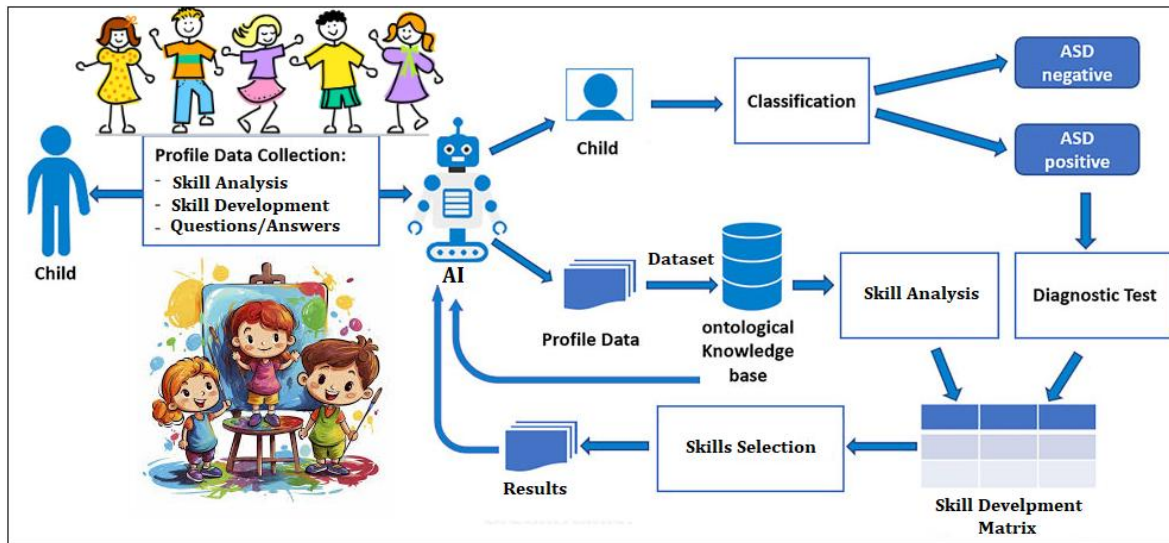 Child
Profile Data Collection:
- Skill Analysis
- Skill Development
- Questions/Answers
AI
Child
Classification
ASD
negative
ASD
positive
Profile Data
Dataset
ontological
Knowledge
base
Skill Analysis
Diagnostic Test
Skill Develpment
Matrix
Skills Selection
Results